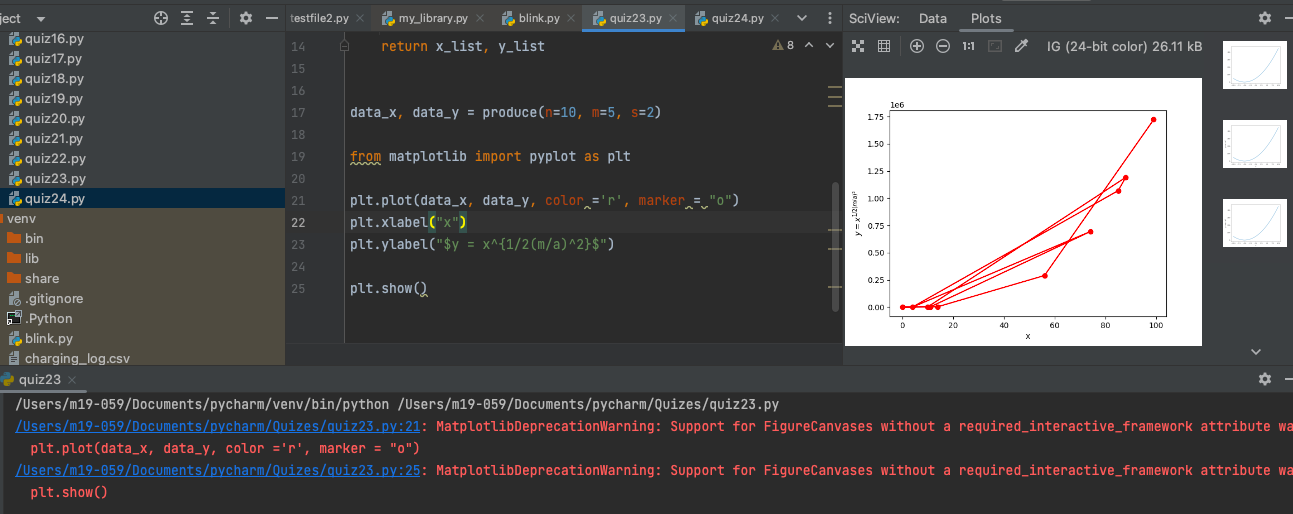 ject
testfile2.py
my_library.py
blink.py
quiz23.py
quiz24.py
SciView: Data Plots
quiz16.py
quiz17.py
quiz18.py
quiz19.py
quiz20.py
quiz21.py
quiz22.py
quiz23.py
quiz24.py
venv
bin
lib
share
.gitignore
.Python
blink.py
charging_log.csv
8
14 return x_list, y_list
15
16
17 data_x, data_y = produce(n=10, m=5, s=2)
18
19 from matplotlib import pyplot as plt
20
21 plt.plot(data_x, data_y, color ='r', marker = "o")
22 plt.xlabel("x")
23 plt.ylabel("$y = x^{1/2(m/a)^2}$")
24
25 plt.show()
1:1 IG (24-bit color) 26.11 kB
1e6
1.75
1.50
1.25
1.00
0.75
0.50
0.25
0.00
y = x^1/2(m/a)^2
0 20 40 60 80 100
x
quiz23
/Users/m19-059/Documents/pycharm/venv/bin/python /Users/m19-059/Documents/pycharm/Quizes/quiz23.py
/Users/m19-059/Documents/pycharm/Quizes/quiz23.py:21: MatplotlibDeprecationWarning: Support for FigureCanvases without a required_interactive_framework attribute wa
plt.plot(data_x, data_y, color ='r', marker = "o")
/Users/m19-059/Documents/pycharm/Quizes/quiz23.py:25: MatplotlibDeprecationWarning: Support for FigureCanvases without a required_interactive_framework attribute wa
plt.show()